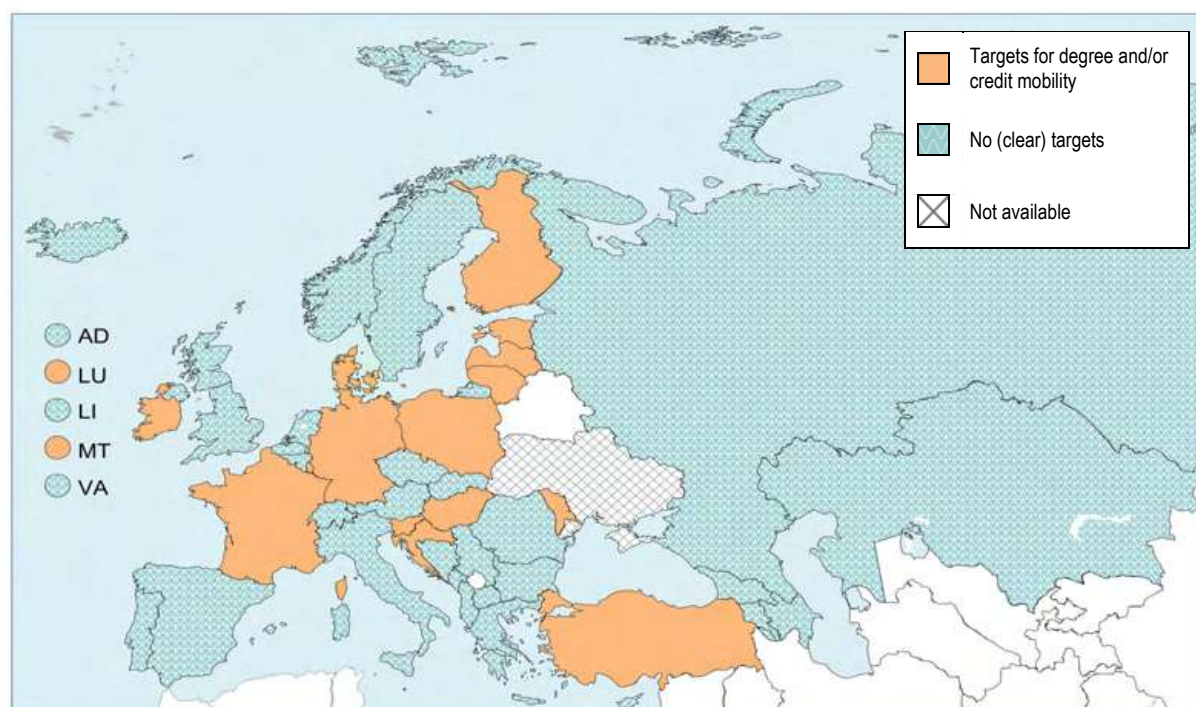 Targets for degree and/or
credit mobility
No (clear) targets
Not available
AD
LU
LI
MT
VA